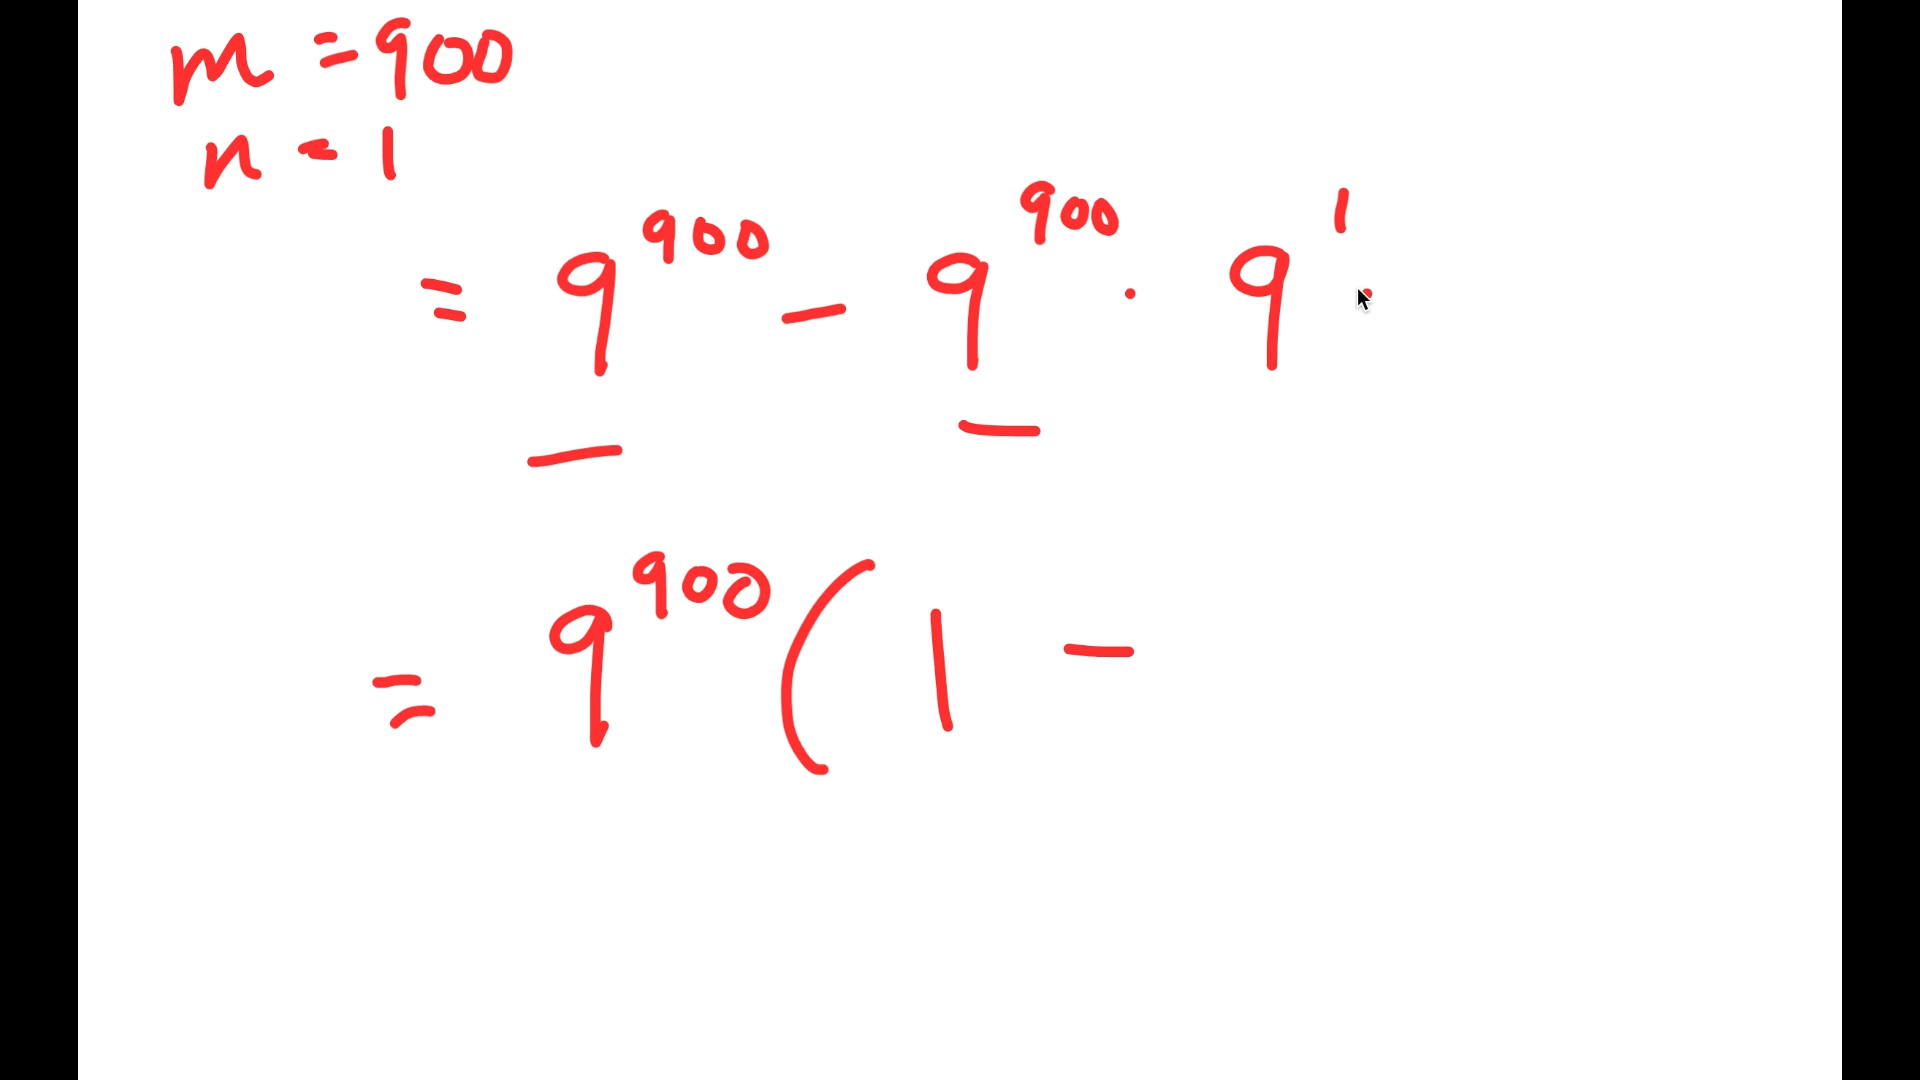 m = 900
n = 1
= 9^900 - 9^900 · 9^1
= 9^900 ( 1 -